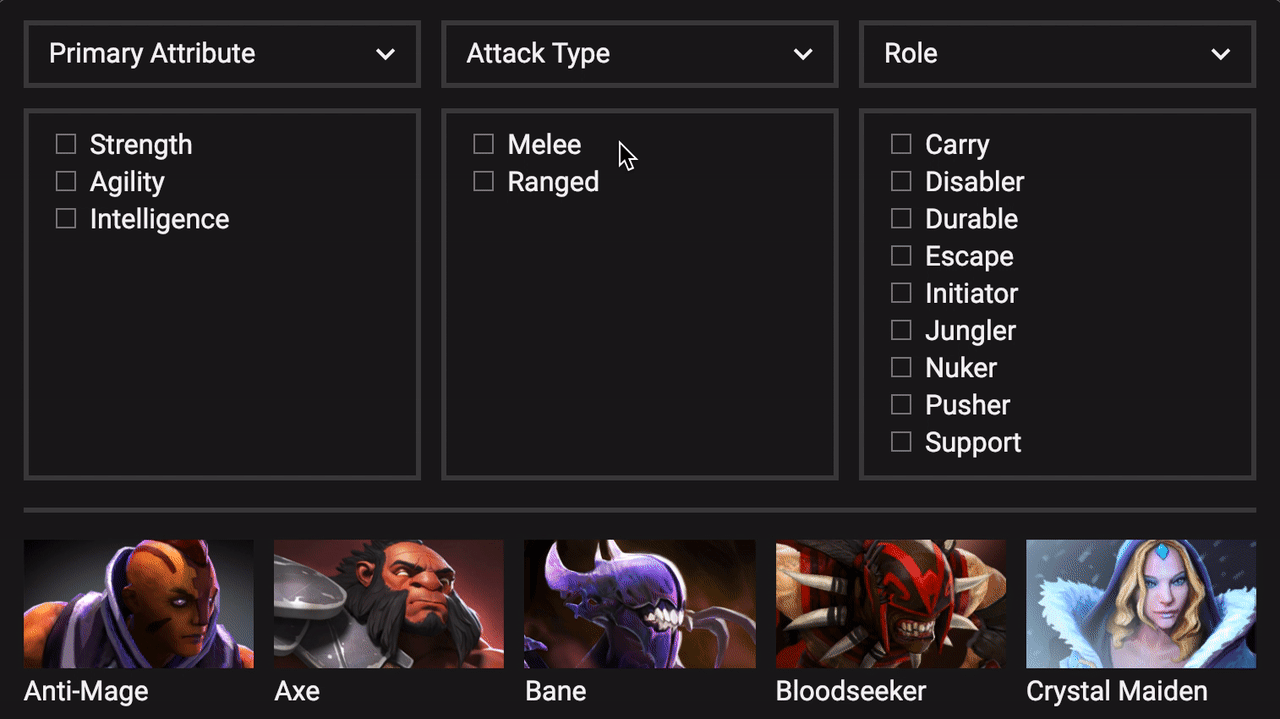 Primary Attribute
Attack Type
Role
Strength
Agility
Intelligence
Melee
Ranged
Carry
Disabler
Durable
Escape
Initiator
Jungler
Nuker
Pusher
Support
Anti-Mage
Axe
Bane
Bloodseeker
Crystal Maiden